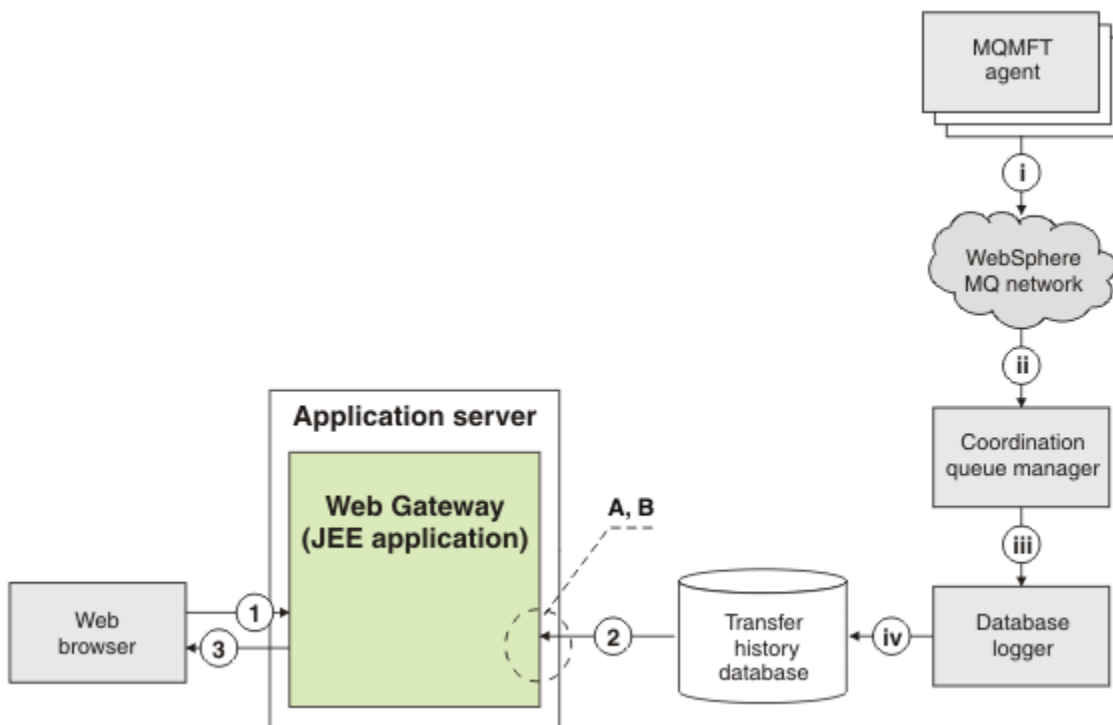 MQMFT
agent
i
WebSphere
MQ network
ii
Application server
Coordination
queue manager
Web Gateway
(JEE application)
A, B
iii
Web
browser
1
3
2
Transfer
history
database
iv
Database
logger